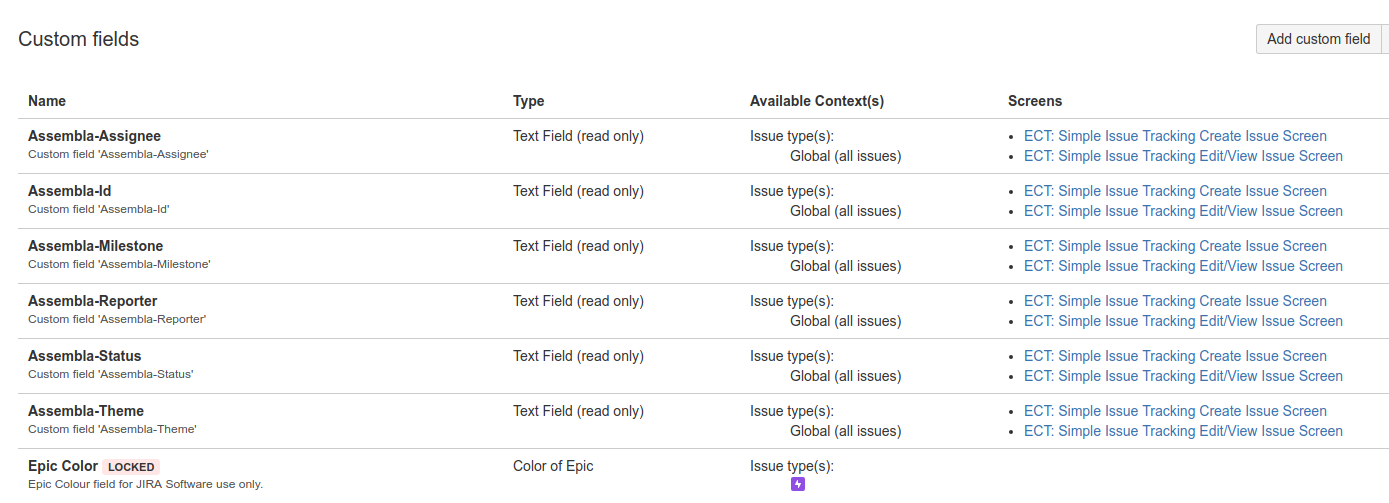 Custom fields
Add custom field
Name Type Available Context(s) Screens
Assembla-Assignee Text Field (read only) Issue type(s): • ECT: Simple Issue Tracking Create Issue Screen
Custom field 'Assembla-Assignee' Global (all issues) • ECT: Simple Issue Tracking Edit/View Issue Screen
Assembla-Id Text Field (read only) Issue type(s): • ECT: Simple Issue Tracking Create Issue Screen
Custom field 'Assembla-Id' Global (all issues) • ECT: Simple Issue Tracking Edit/View Issue Screen
Assembla-Milestone Text Field (read only) Issue type(s): • ECT: Simple Issue Tracking Create Issue Screen
Custom field 'Assembla-Milestone' Global (all issues) • ECT: Simple Issue Tracking Edit/View Issue Screen
Assembla-Reporter Text Field (read only) Issue type(s): • ECT: Simple Issue Tracking Create Issue Screen
Custom field 'Assembla-Reporter' Global (all issues) • ECT: Simple Issue Tracking Edit/View Issue Screen
Assembla-Status Text Field (read only) Issue type(s): • ECT: Simple Issue Tracking Create Issue Screen
Custom field 'Assembla-Status' Global (all issues) • ECT: Simple Issue Tracking Edit/View Issue Screen
Assembla-Theme Text Field (read only) Issue type(s): • ECT: Simple Issue Tracking Create Issue Screen
Custom field 'Assembla-Theme' Global (all issues) • ECT: Simple Issue Tracking Edit/View Issue Screen
Epic Color LOCKED Color of Epic Issue type(s):
Epic Colour field for JIRA Software use only.